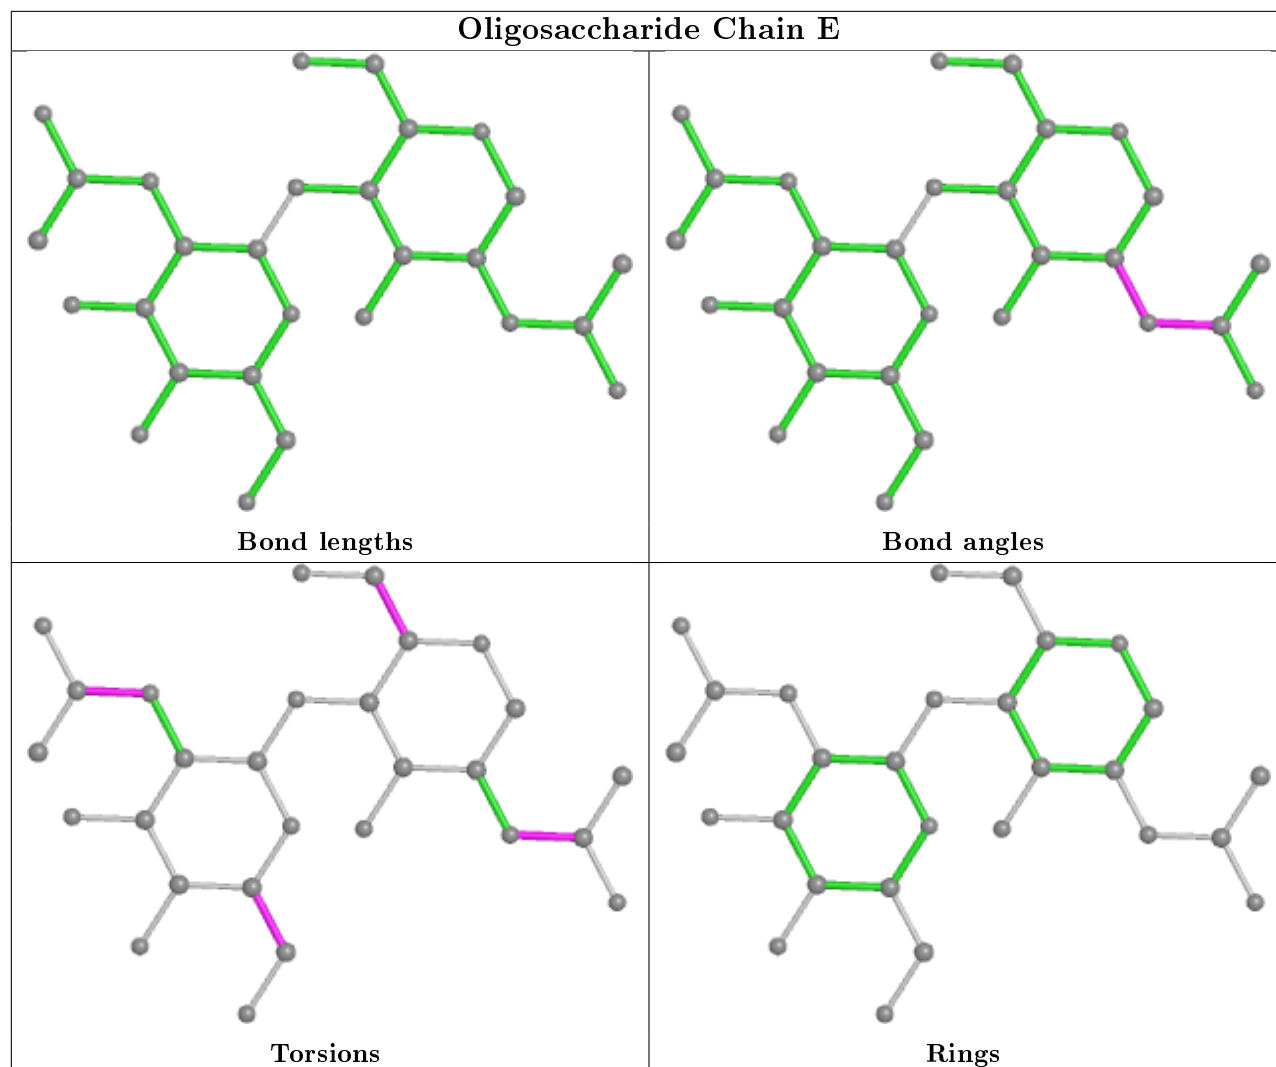 Oligosaccharide Chain E
Bond lengths
Bond angles
Torsions
Rings